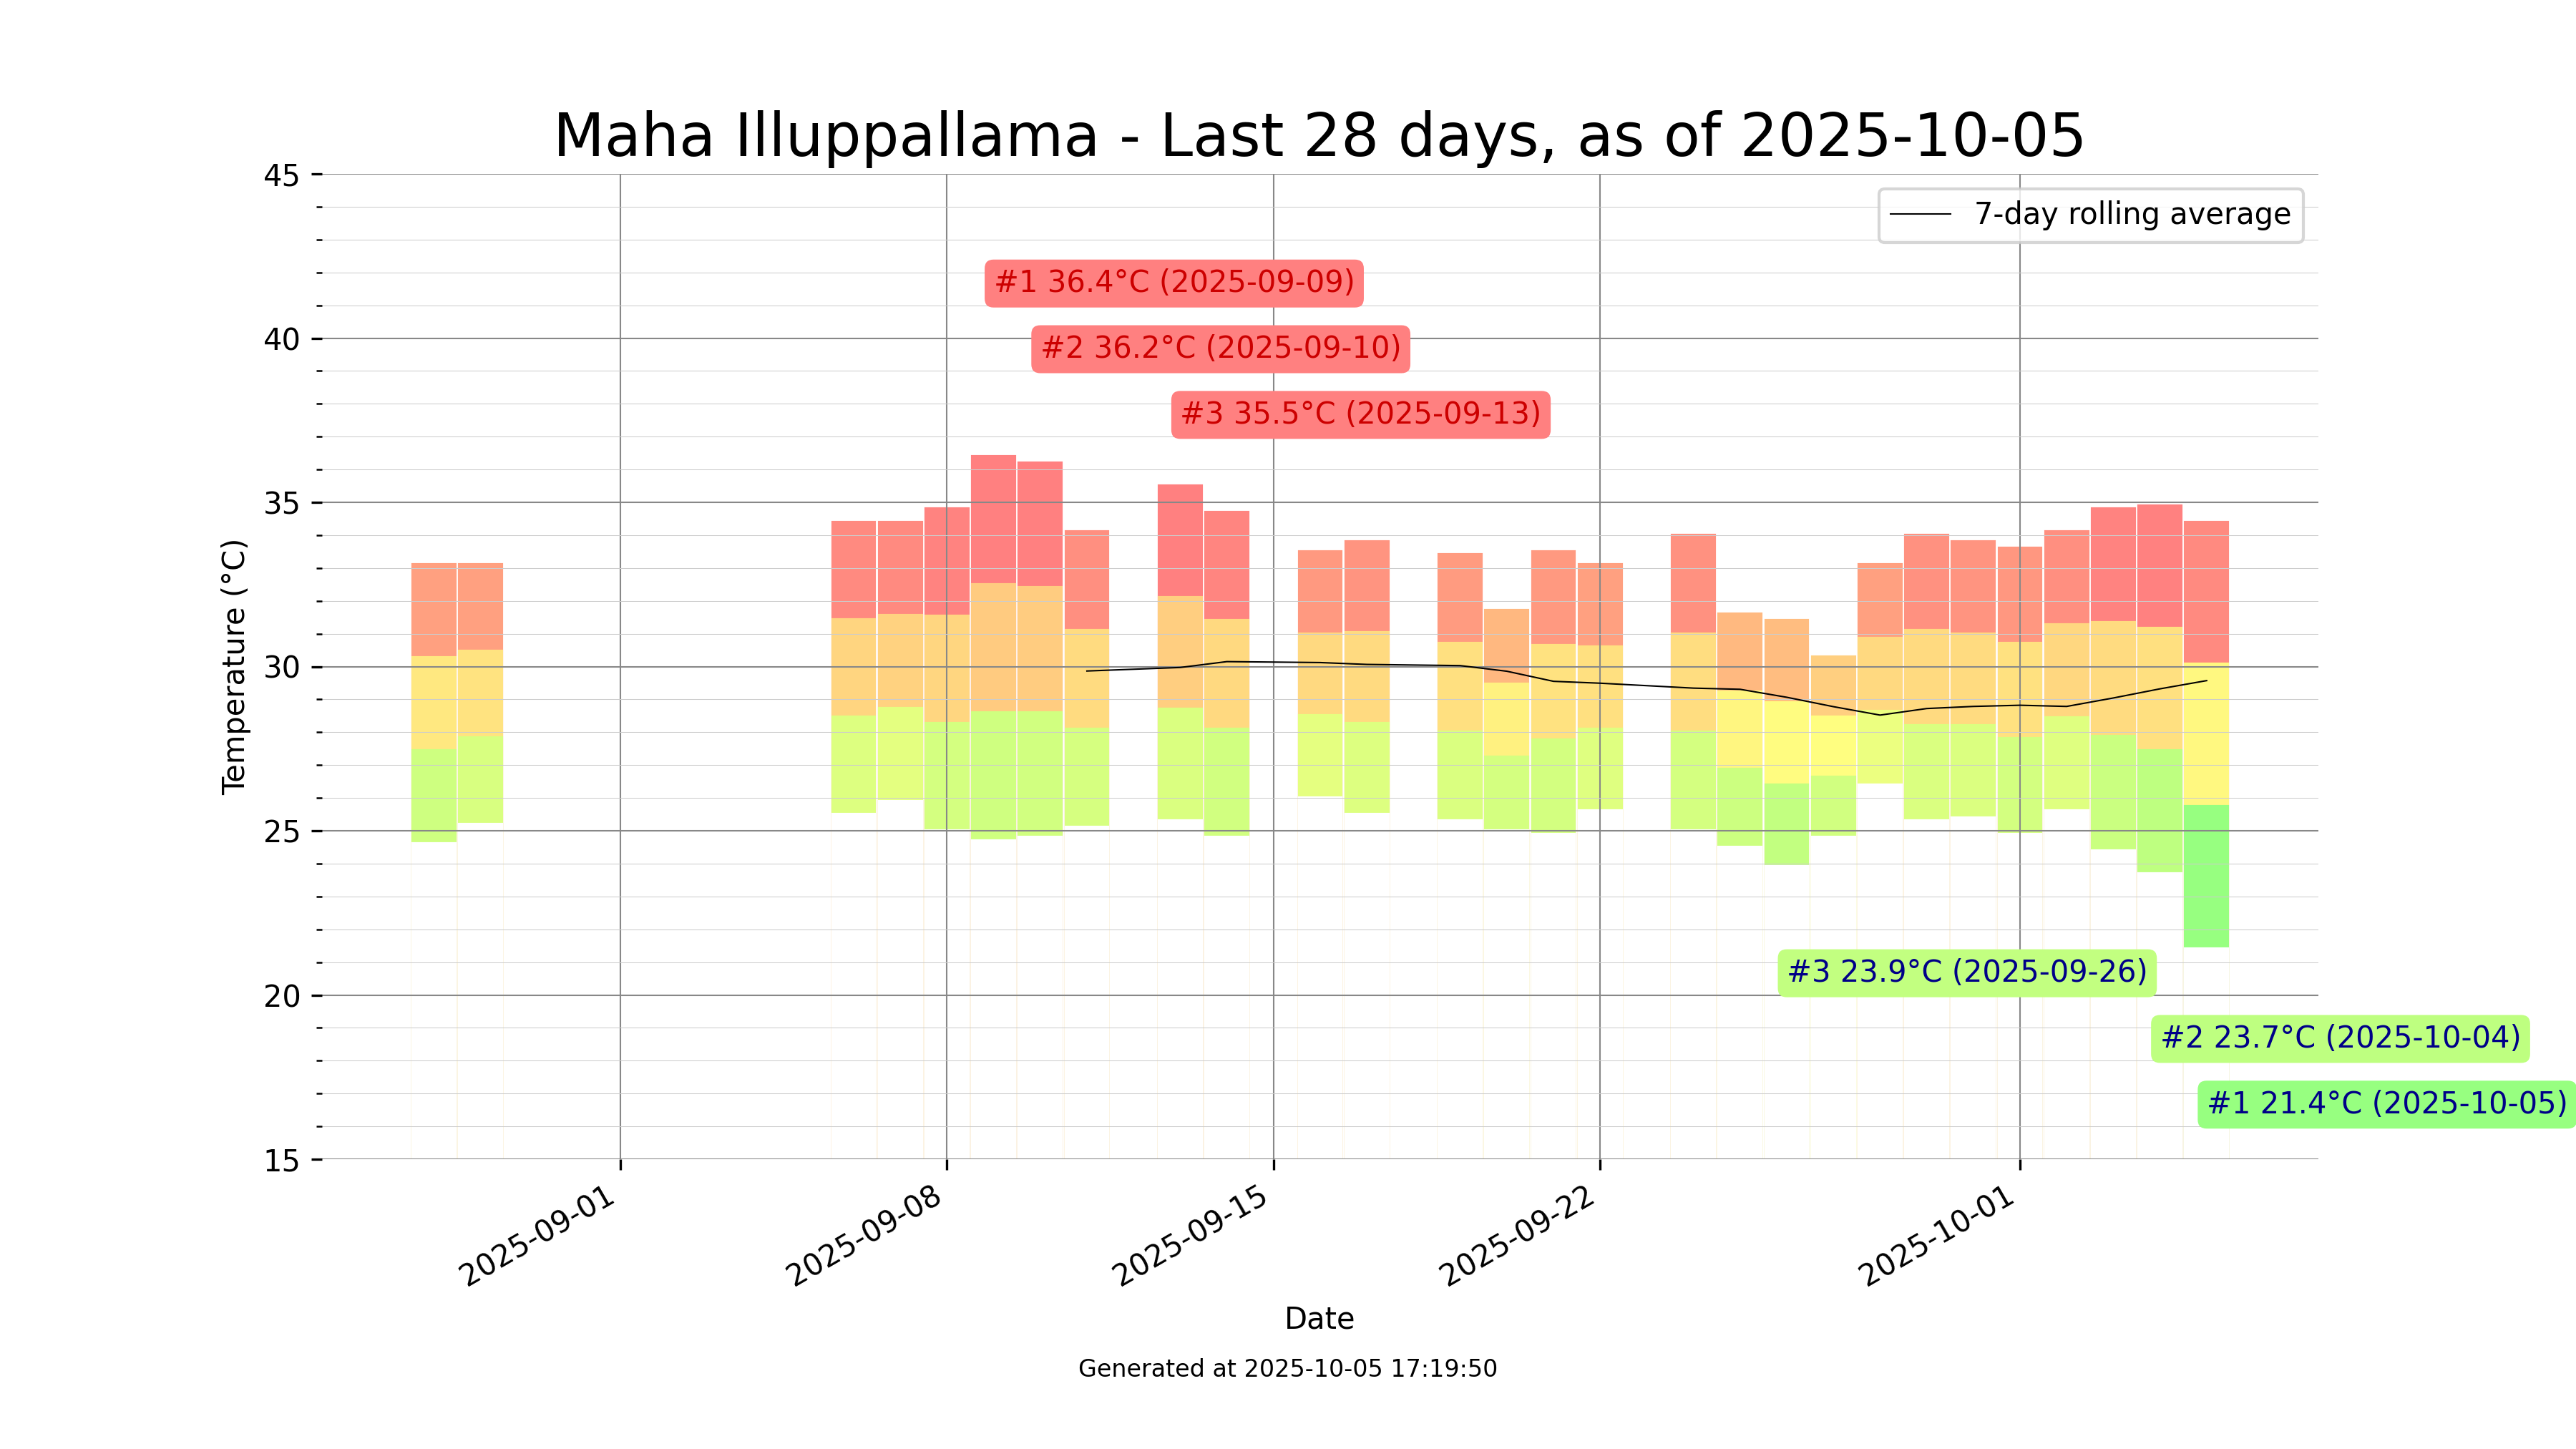 Maha Illuppallama - Last 28 days, as of 2025-10-05
45
7-day rolling average
#1 36.4°C (2025-09-09)
40
#2 36.2°C (2025-09-10)
#3 35.5°C (2025-09-13)
35
Temperature (°C)
30
25
#3 23.9°C (2025-09-26)
20
#2 23.7°C (2025-10-04)
#1 21.4°C (2025-10-05)
15
2025-09-01
2025-09-08
2025-09-15
2025-09-22
2025-10-01
Date
Generated at 2025-10-05 17:19:50